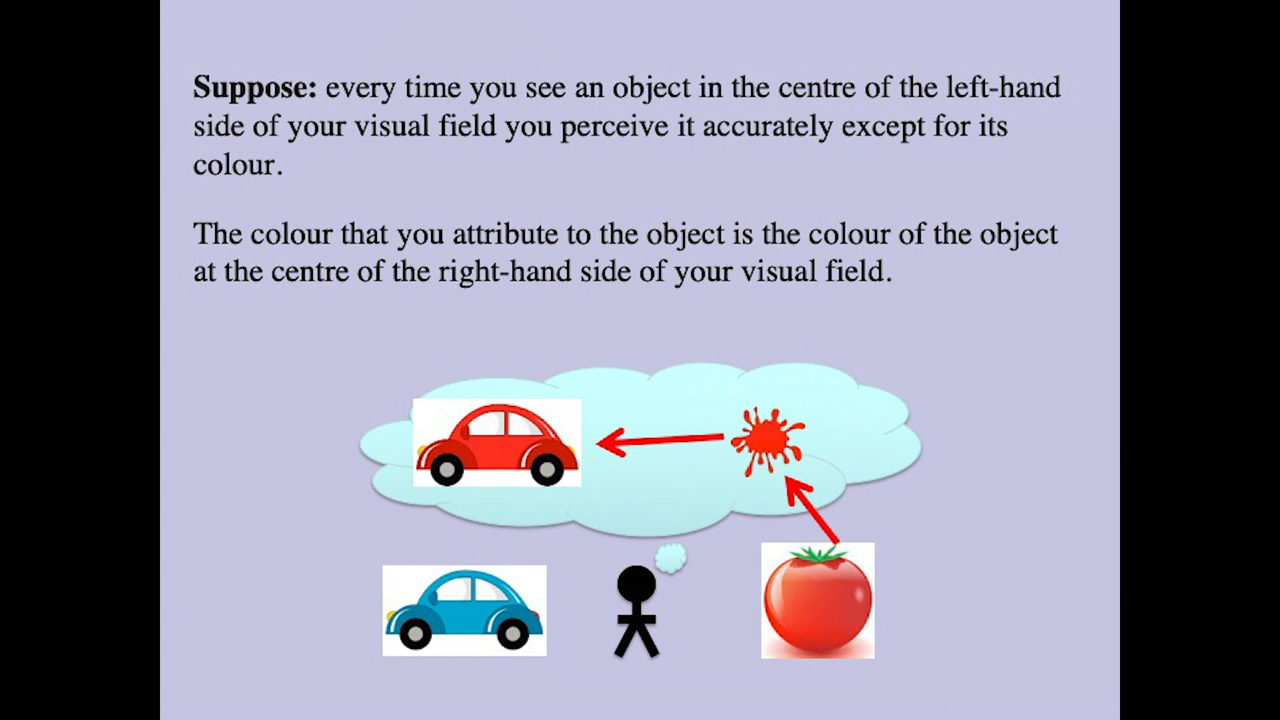 Suppose: every time you see an object in the centre of the left-hand
side of your visual field you perceive it accurately except for its
colour.
The colour that you attribute to the object is the colour of the object
at the centre of the right-hand side of your visual field.